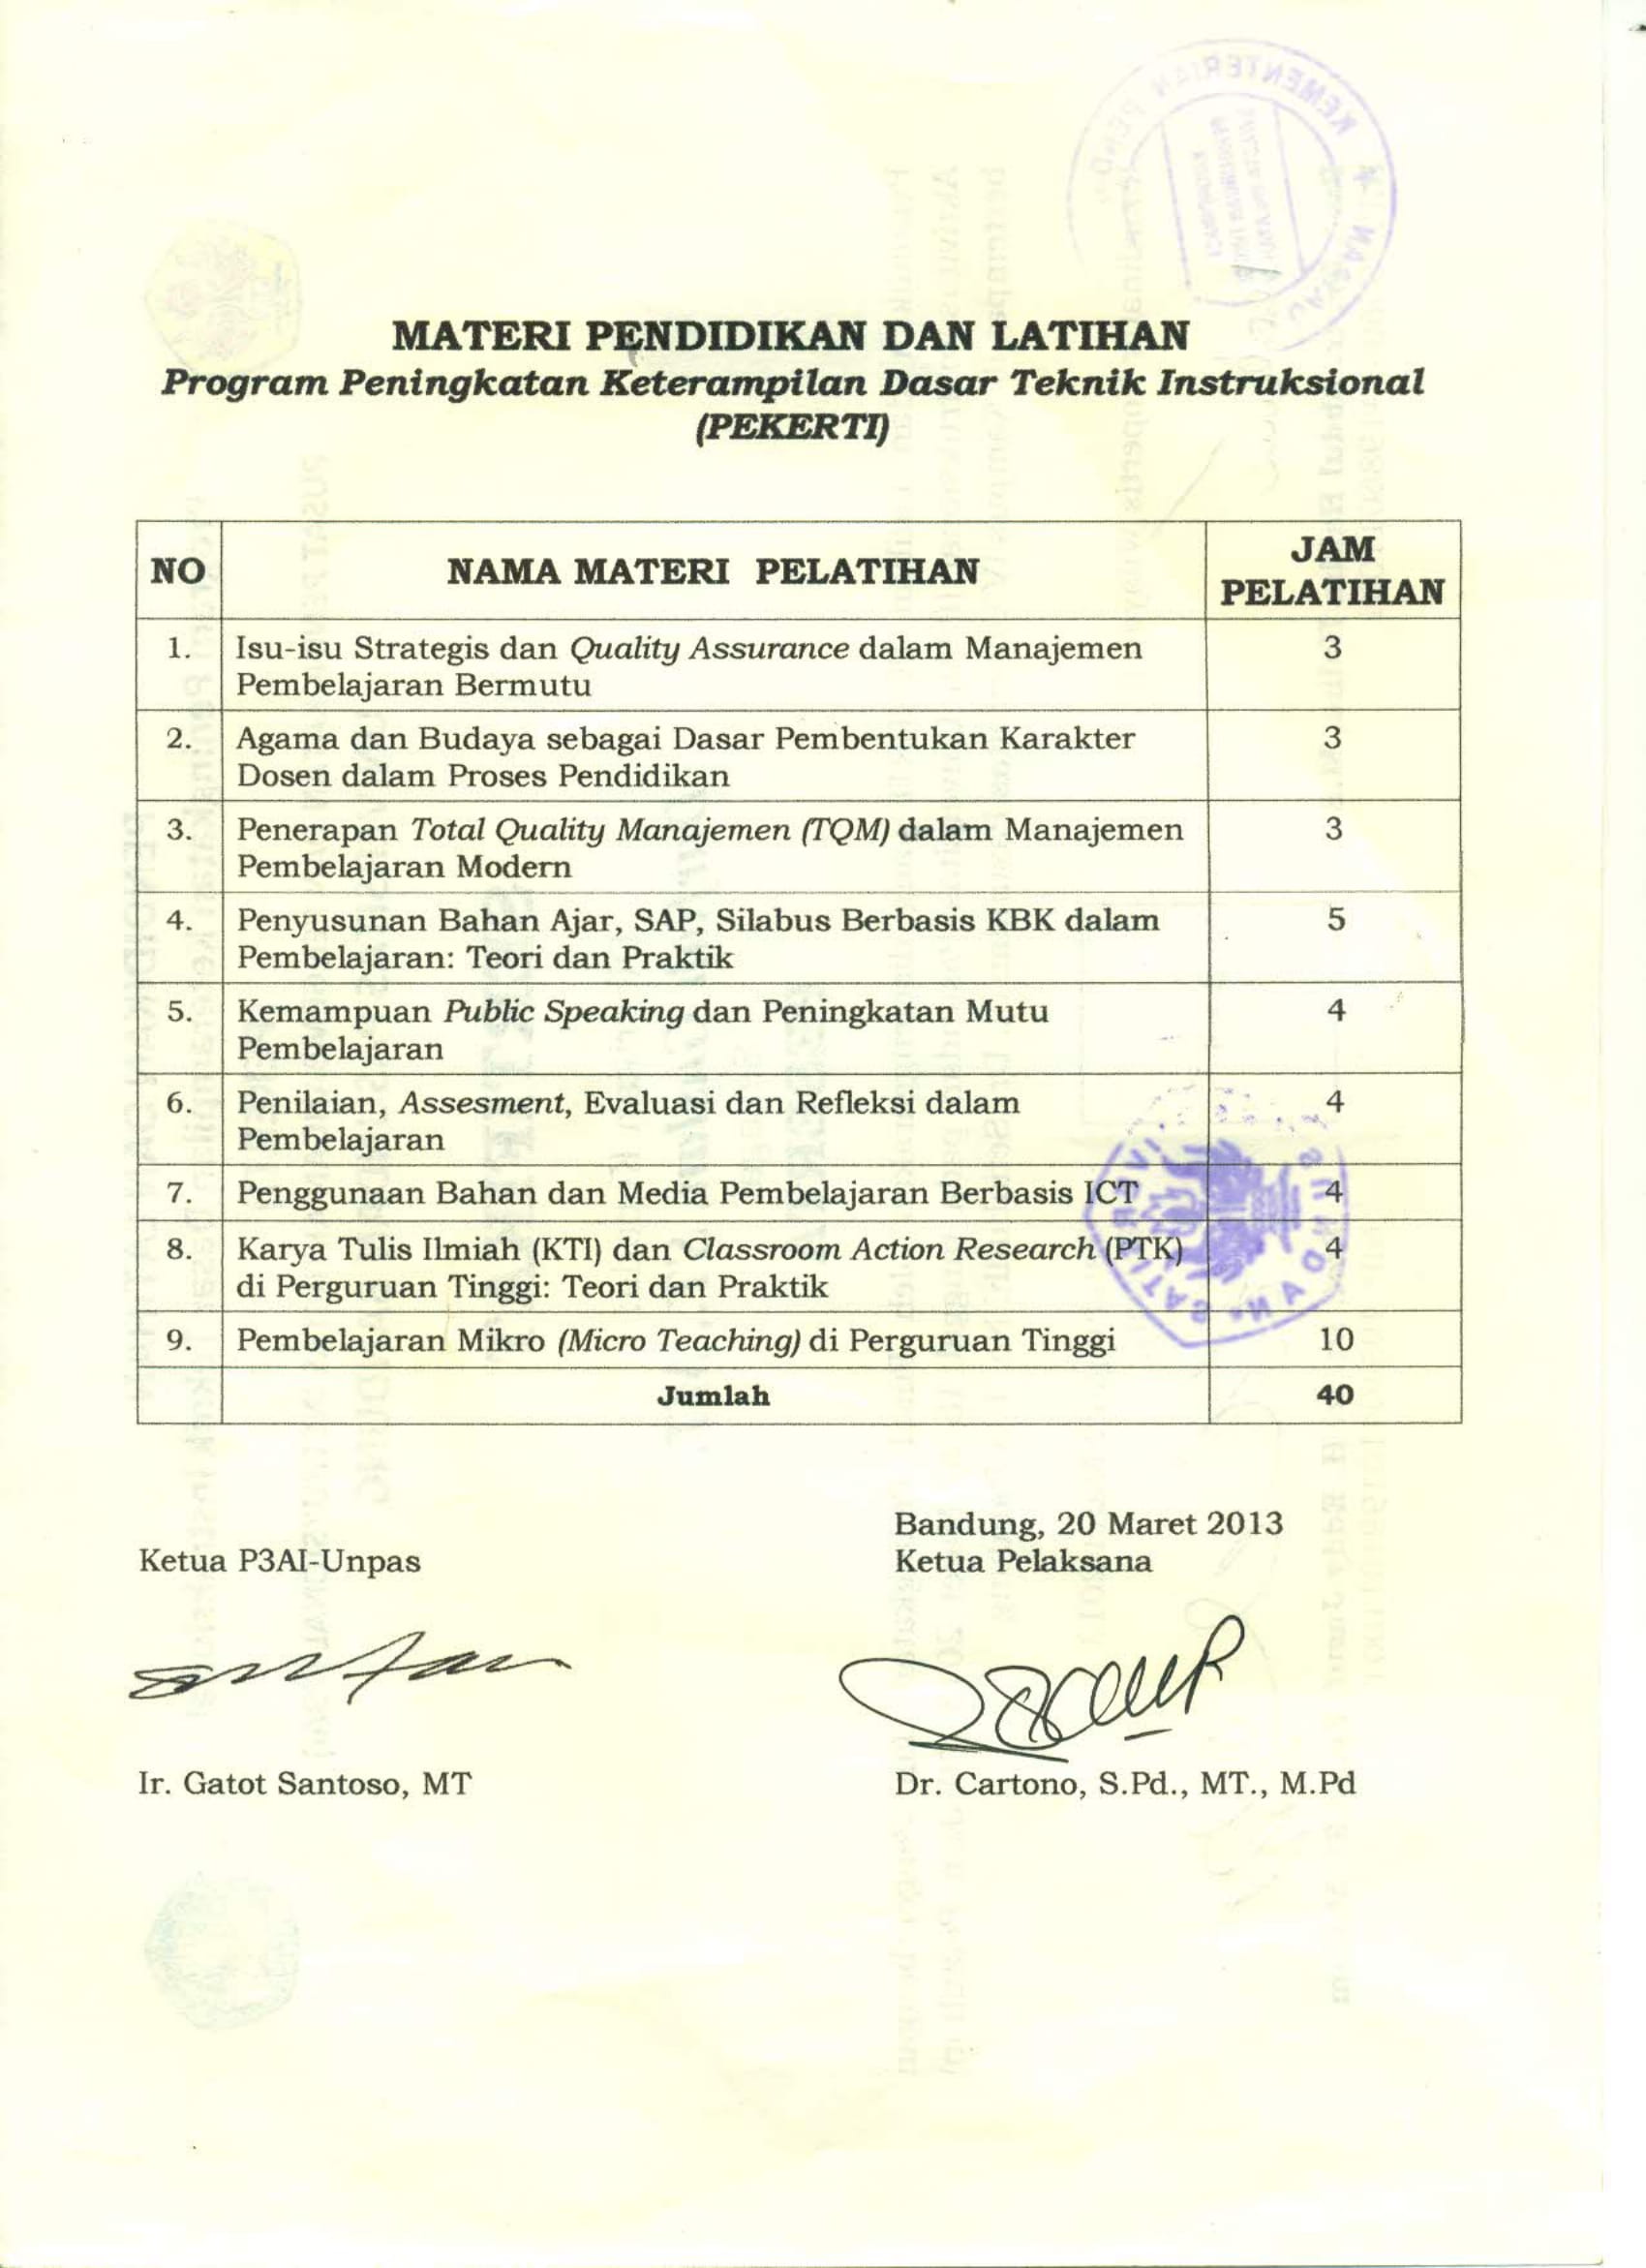 MATERI PENDIDIKAN DAN LATIHAN
Program Peningkatan Keterampilan Dasar Teknik Instruksional
(PEKERTI)
NO NAMA MATERI PELATIHAN JAM PELATIHAN
1. Isu-isu Strategis dan Quality Assurance dalam Manajemen 3
Pembelajaran Bermutu
2. Agama dan Budaya sebagai Dasar Pembentukan Karakter 3
Dosen dalam Proses Pendidikan
3. Penerapan Total Quality Manajemen (TQM) dalam Manajemen 3
Pembelajaran Modern
4. Penyusunan Bahan Ajar, SAP, Silabus Berbasis KBK dalam 5
Pembelajaran: Teori dan Praktik
5. Kemampuan Public Speaking dan Peningkatan Mutu 4
Pembelajaran
6. Penilaian, Assesment, Evaluasi dan Refleksi dalam 4
Pembelajaran
7. Penggunaan Bahan dan Media Pembelajaran Berbasis ICT 4
8. Karya Tulis Ilmiah (KTI) dan Classroom Action Research (PTK) 4
di Perguruan Tinggi: Teori dan Praktik
9. Pembelajaran Mikro (Micro Teaching) di Perguruan Tinggi 10
Jumlah 40
Bandung, 20 Maret 2013
Ketua P3AI-Unpas Ketua Pelaksana
Ir. Gatot Santoso, MT Dr. Cartono, S.Pd., MT., M.Pd